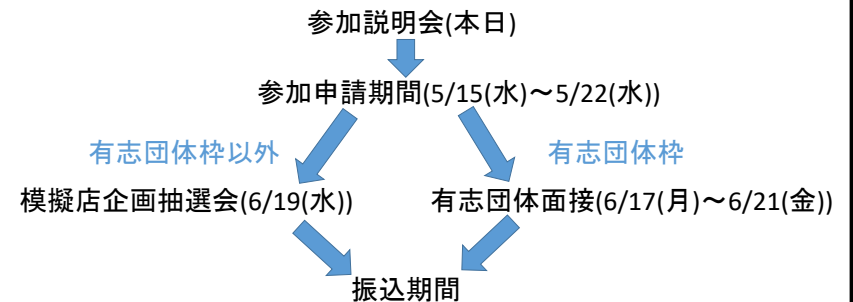 参加説明会(本日)
参加申請期間(5/15(水)～5/22(水))
有志団体枠以外
有志団体枠
模擬店企画抽選会(6/19(水))
有志団体面接(6/17(月)～6/21(金))
振込期間